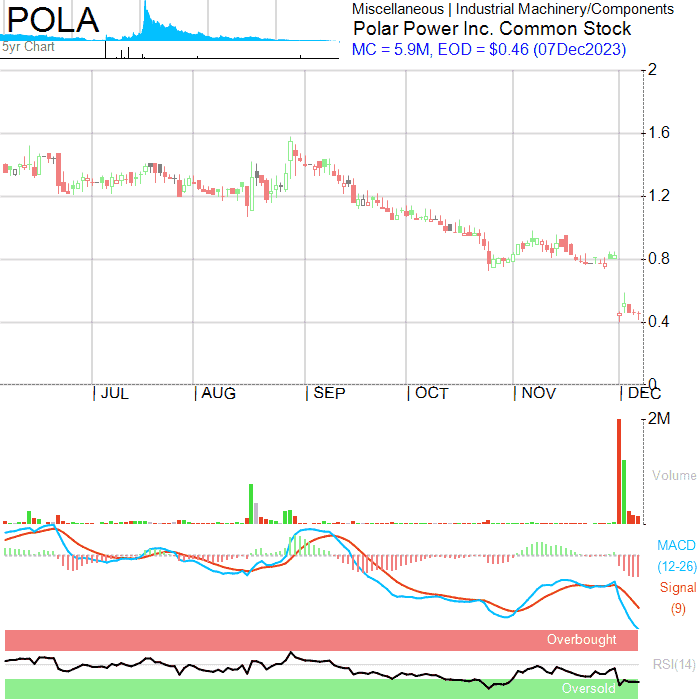 POLA
5yr Chart
Miscellaneous | Industrial Machinery/Components
Polar Power Inc. Common Stock
MC = 5.9M, EOD = $0.46 (07Dec2023)
2
1.6
1.2
0.8
0.4
0
JUL AUG SEP OCT NOV DEC
2M
Volume
MACD
(12-26)
Signal
(9)
Overbought
RSI(14)
Oversold